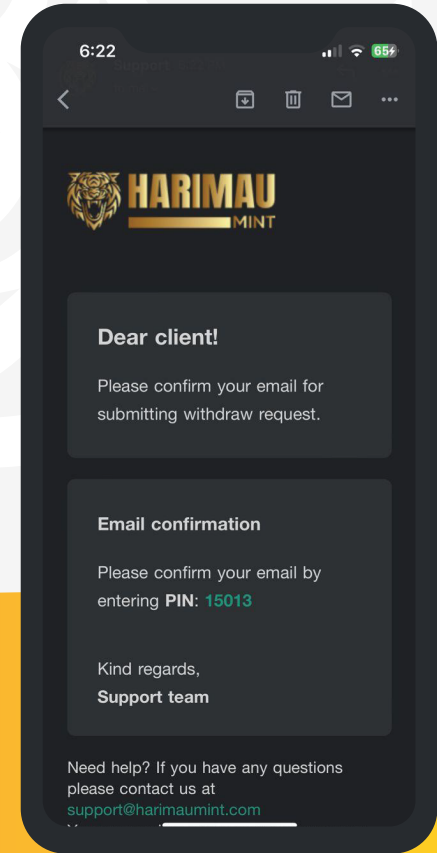 6:22
65
HARIMAU
MINT
Dear client!
Please confirm your email for
submitting withdraw request.
Email confirmation
Please confirm your email by
entering PIN: 15013
Kind regards,
Support team
Need help? If you have any questions
please contact us at
support@harimaumint.com